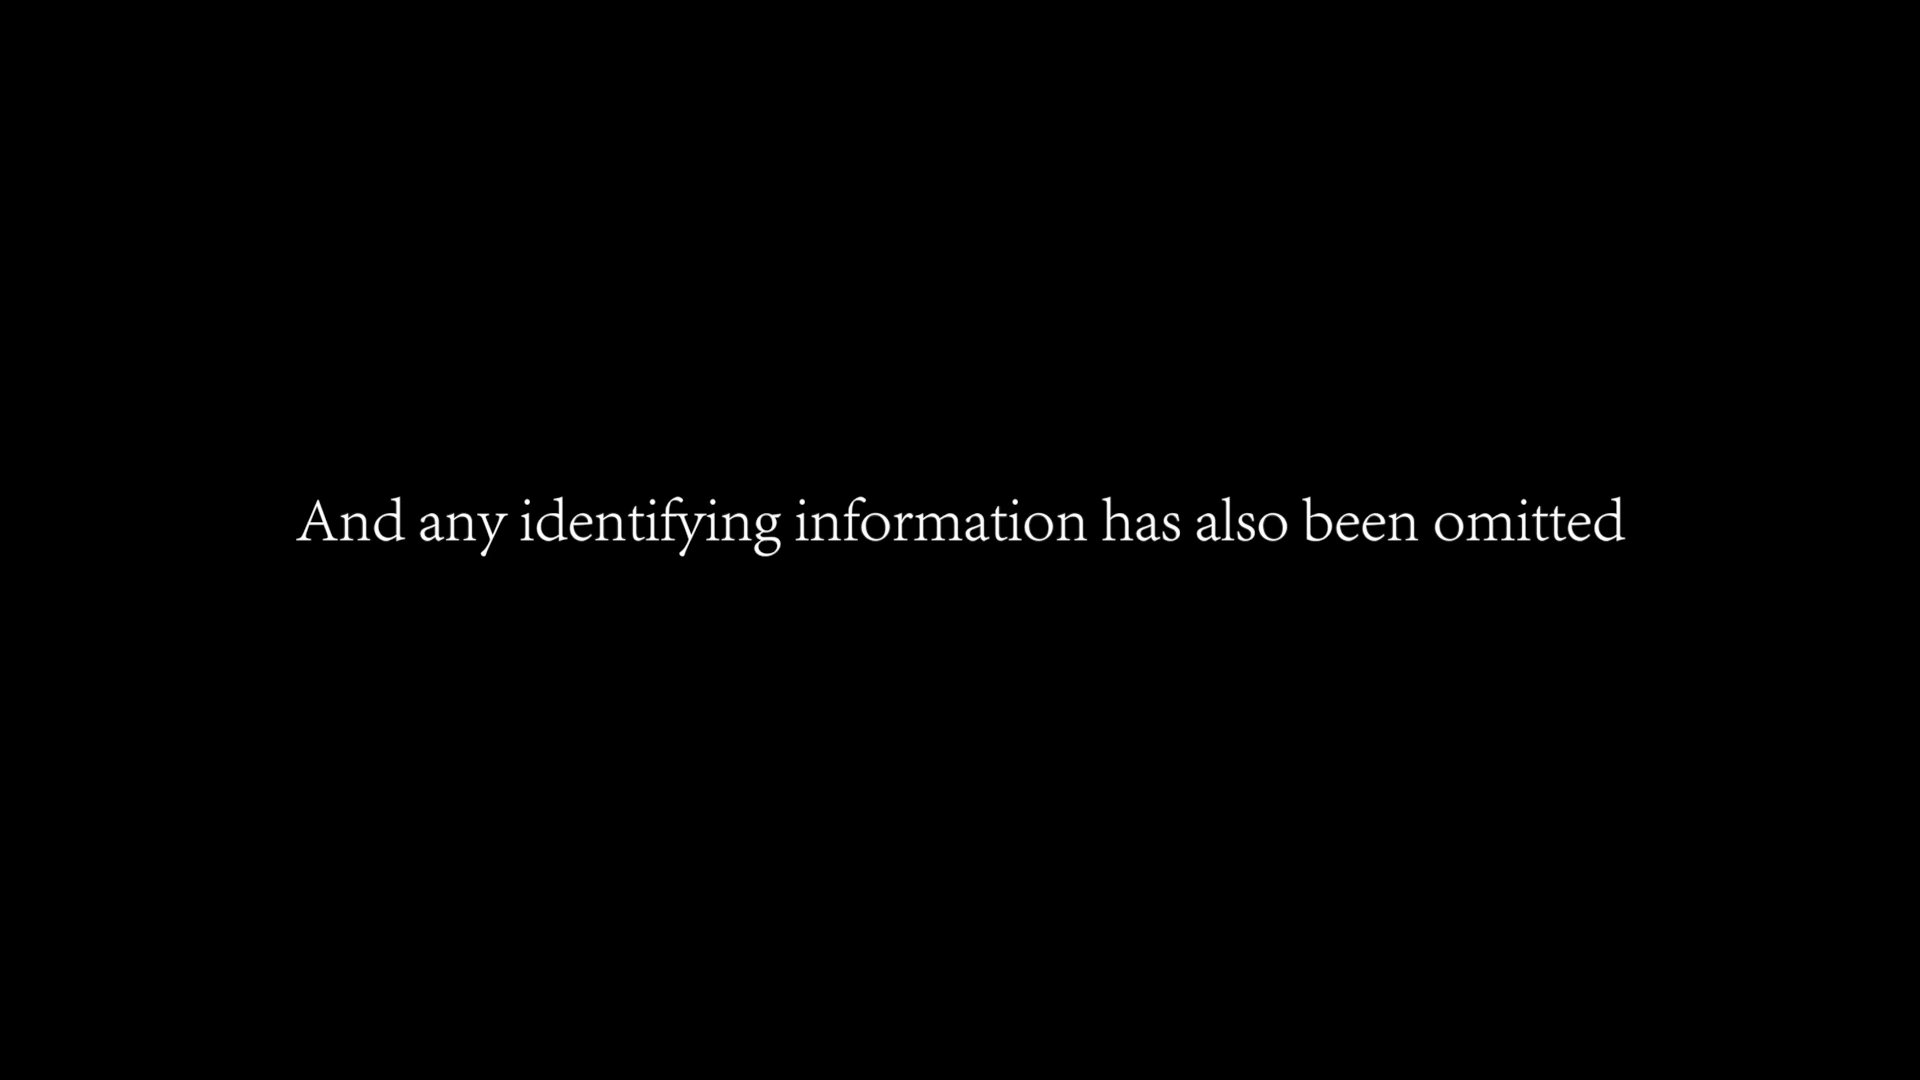 And any identifying information has also been omitted